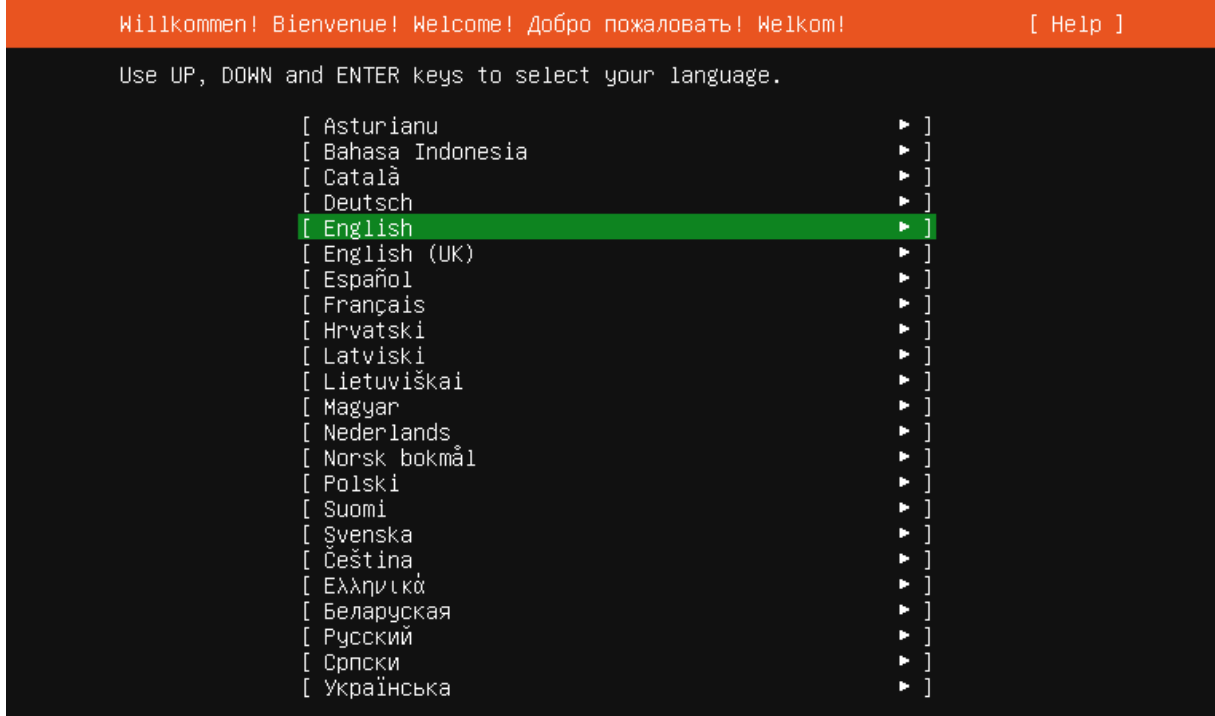 Willkommen! Bienvenue! Welcome! Добро пожаловать! Welkom! [ Help ]
Use UP, DOWN and ENTER keys to select your language.
[ Asturianu ► ]
[ Bahasa Indonesia ► ]
[ Català ► ]
[ Deutsch ► ]
[ English ► ]
[ English (UK) ► ]
[ Español ► ]
[ Français ► ]
[ Hrvatski ► ]
[ Latviski ► ]
[ Lietuviškai ► ]
[ Magyar ► ]
[ Nederlands ► ]
[ Norsk bokmål ► ]
[ Polski ► ]
[ Suomi ► ]
[ Svenska ► ]
[ Čeština ► ]
[ Ελληνικά ► ]
[ Беларуская ► ]
[ Русский ► ]
[ Српски ► ]
[ Українська ► ]